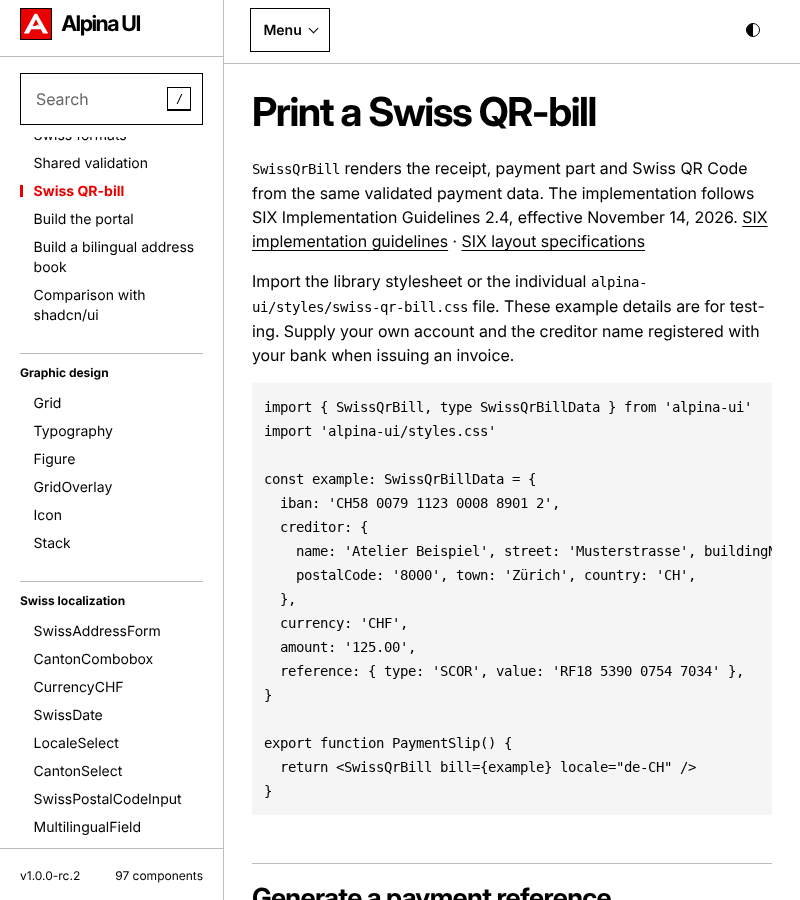 Alpina UI
Search
/
Swiss formats
Shared validation
Swiss QR-bill
Build the portal
Build a bilingual address
book
Comparison with
shadcn/ui
Graphic design
Grid
Typography
Figure
GridOverlay
Icon
Stack
Swiss localization
SwissAddressForm
CantonCombobox
CurrencyCHF
SwissDate
LocaleSelect
CantonSelect
SwissPostalCodeInput
MultilingualField
v1.0.0-rc.2 97 components
Menu
Print a Swiss QR-bill
SwissQrBill renders the receipt, payment part and Swiss QR Code
from the same validated payment data. The implementation follows
SIX Implementation Guidelines 2.4, effective November 14, 2026. SIX
implementation guidelines · SIX layout specifications
Import the library stylesheet or the individual alpina-
ui/styles/swiss-qr-bill.css file. These example details are for test-
ing. Supply your own account and the creditor name registered with
your bank when issuing an invoice.
import { SwissQrBill, type SwissQrBillData } from 'alpina-ui'
import 'alpina-ui/styles.css'
const example: SwissQrBillData = {
  iban: 'CH58 0079 1123 0008 8901 2',
  creditor: {
    name: 'Atelier Beispiel', street: 'Musterstrasse', building
    postalCode: '8000', town: 'Zürich', country: 'CH',
  },
  currency: 'CHF',
  amount: '125.00',
  reference: { type: 'SCOR', value: 'RF18 5390 0754 7034' },
}
export function PaymentSlip() {
  return <SwissQrBill bill={example} locale="de-CH" />
}
Generate a payment reference